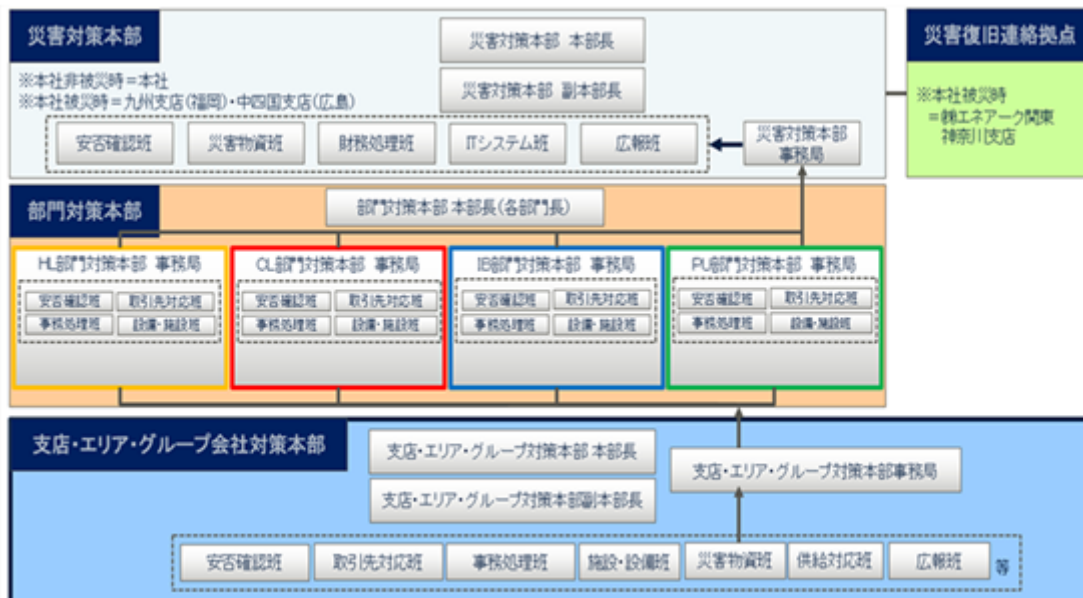 災害対策本部
※本社非被災時=本社
※本社被災時=九州支店(福岡)・中四国支店(広島)
災害対策本部 本部長
災害対策本部 副本部長
安否確認班
災害物資班
財務処理班
ITシステム班
広報班
災害対策本部
事務局
災害復旧連絡拠点
※本社被災時
=㈱エネアーク関東
神奈川支店
部門対策本部
部門対策本部 本部長(各部門長)
HL部門対策本部 事務局
安否確認班 取引先対応班
事務処理班 設備・施設班
CL部門対策本部 事務局
安否確認班 取引先対応班
事務処理班 設備・施設班
IB部門対策本部 事務局
安否確認班 取引先対応班
事務処理班 設備・施設班
PU部門対策本部 事務局
安否確認班 取引先対応班
事務処理班 設備・施設班
支店・エリア・グループ会社対策本部
支店・エリア・グループ対策本部 本部長
支店・エリア・グループ対策本部副本部長
支店・エリア・グループ対策本部事務局
安否確認班
取引先対応班
事務処理班
施設・設備班
災害物資班
供給対応班
広報班
等